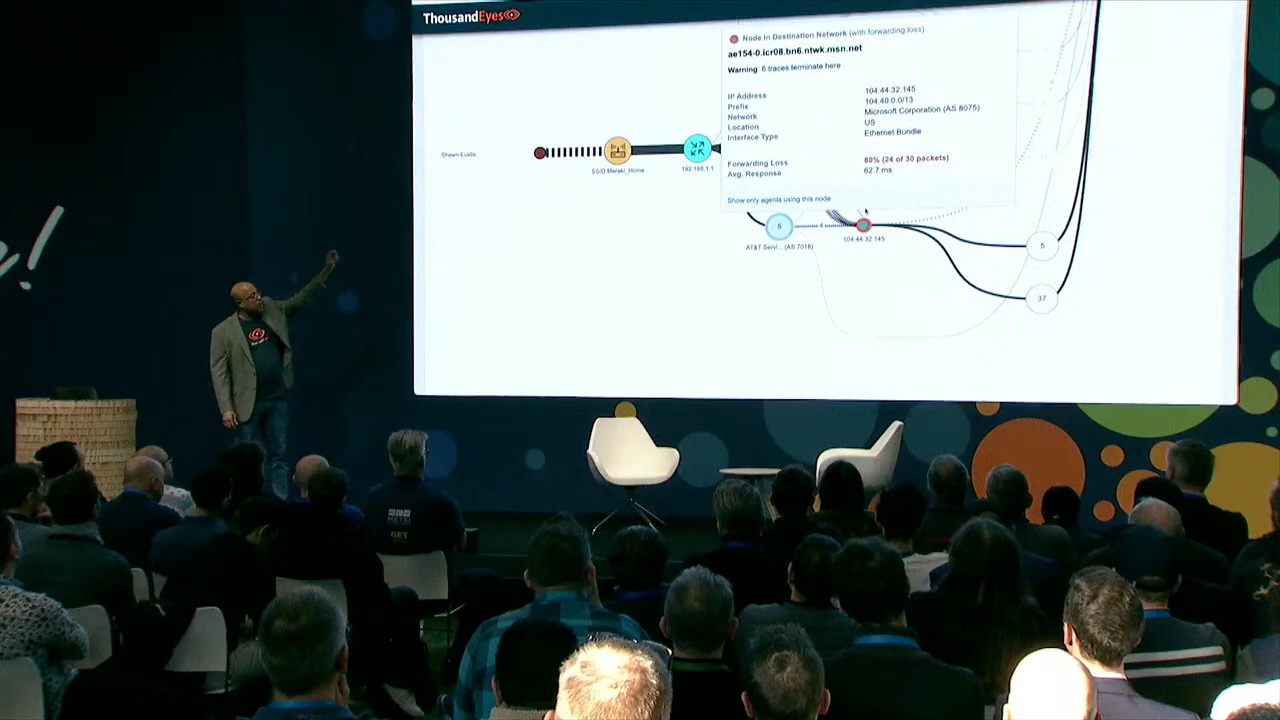 ThousandEyes
Node in Destination Network (with forwarding loss)
ae154-0.icr08.bn6.ntwk.msn.net
Warning: 6 traces terminate here
IP Address 104.44.32.145
Prefix 104.40.0.0/13
Network Microsoft Corporation (AS 8075)
Location US
Interface Type Ethernet Bundle
Forwarding Loss 80% (24 of 30 packets)
Avg. Response 62.7 ms
Show only agents using this node
SSID Meraki_Home
192.168.1.1
5
AT&T Servi... (AS 7018)
104.44.32.145
5
37
y!
GET